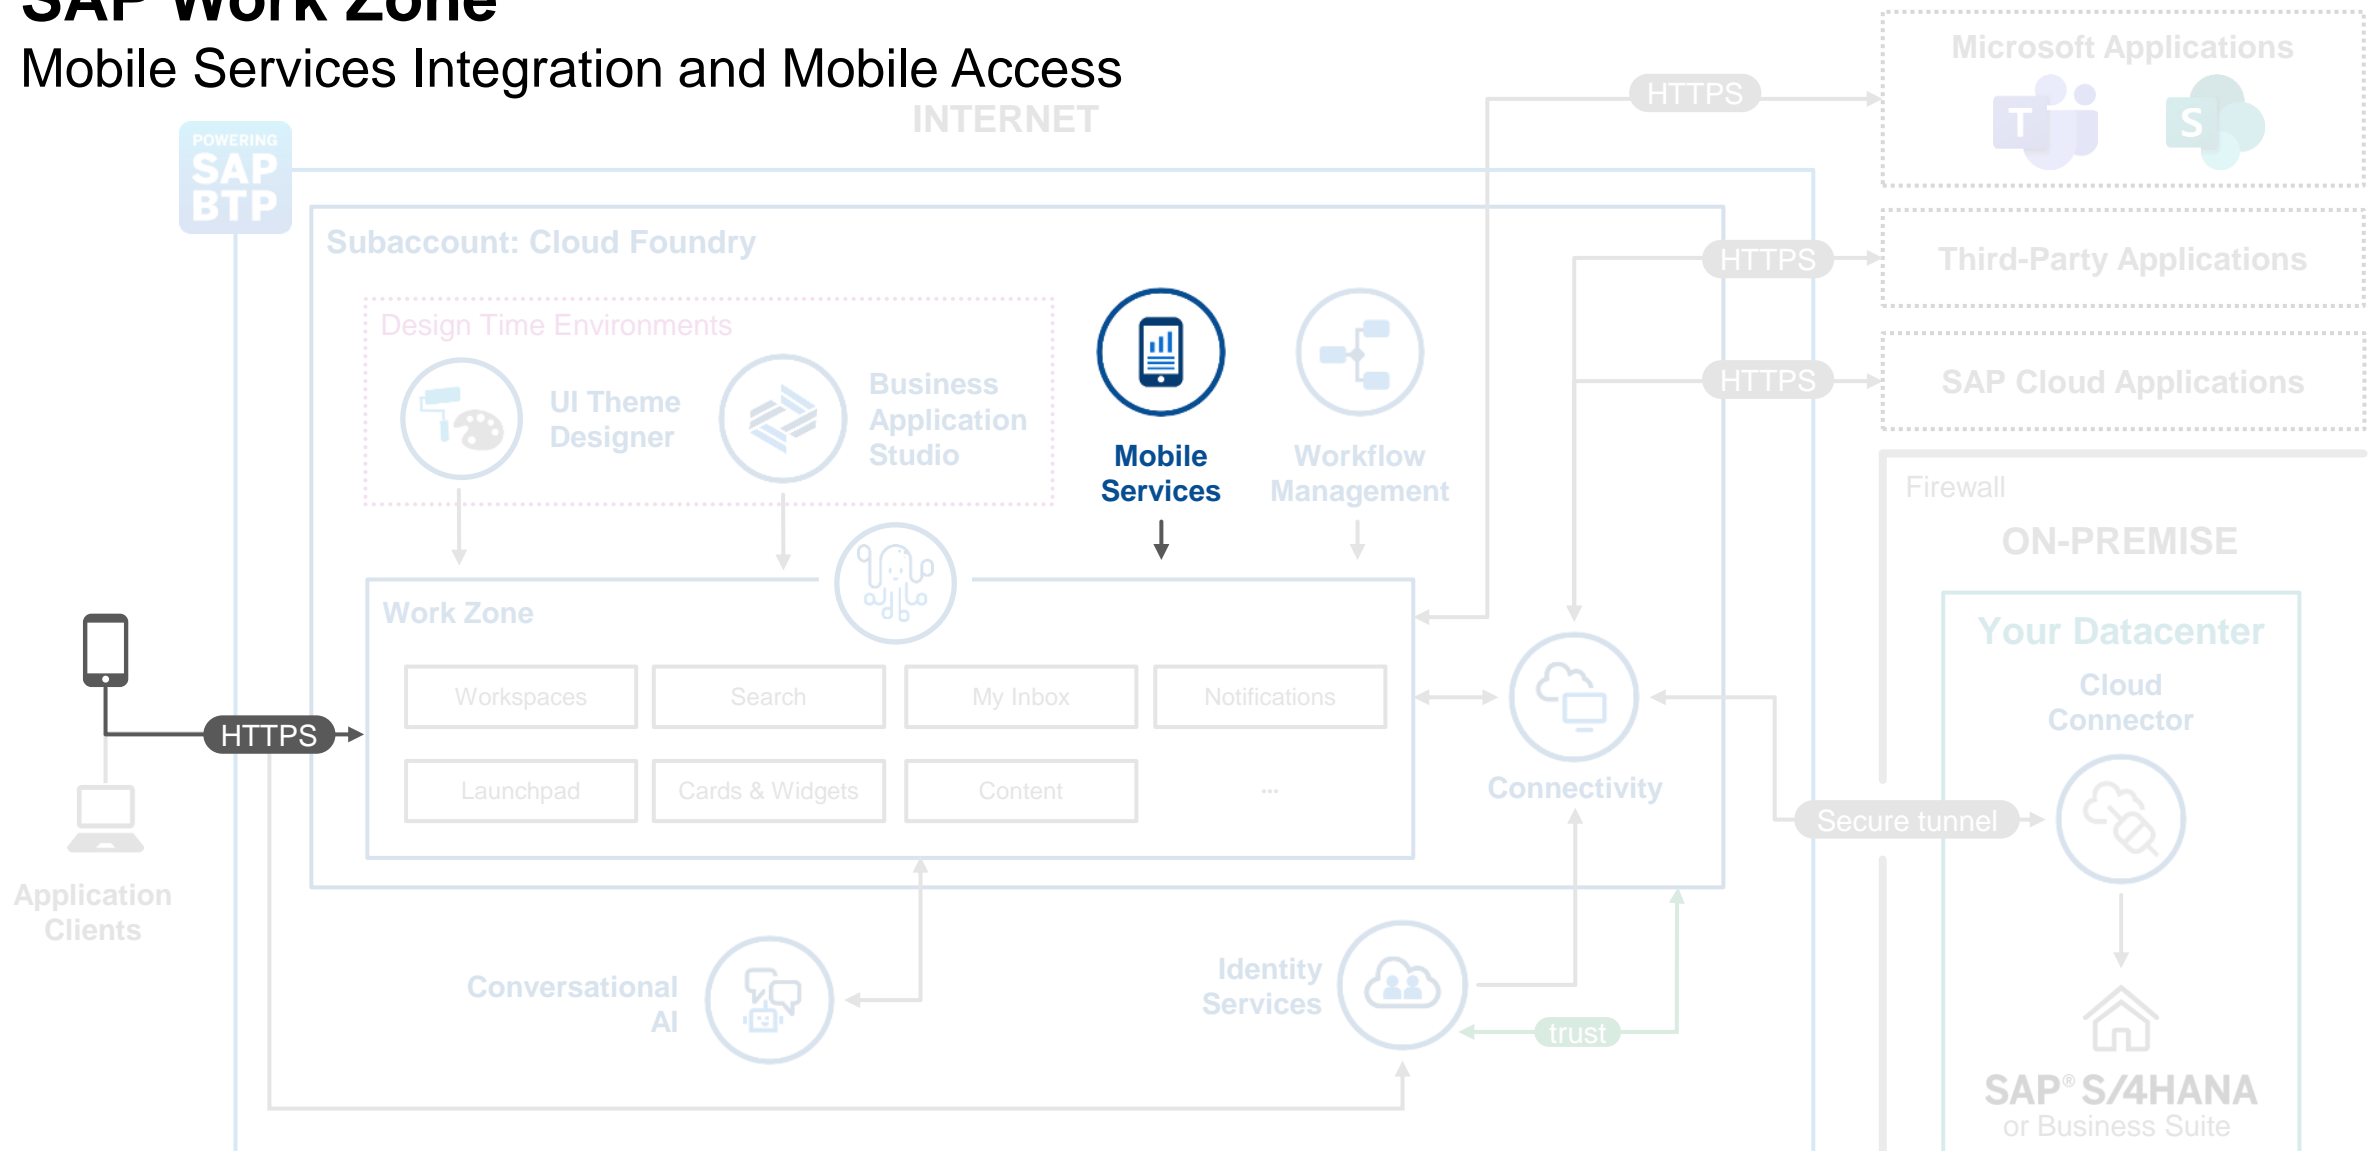 SAP Work Zone
Mobile Services Integration and Mobile Access
INTERNET
POWERING
SAP
BTP
HTTPS
Microsoft Applications
T
S
Subaccount: Cloud Foundry
HTTPS
Third-Party Applications
Design Time Environments
UI Theme
Designer
Business
Application
Studio
Mobile
Services
Workflow
Management
HTTPS
SAP Cloud Applications
Firewall
ON-PREMISE
Work Zone
Your Datacenter
Cloud
Connector
Workspaces
Search
My Inbox
Notifications
HTTPS
Launchpad
Cards & Widgets
Content
...
Connectivity
Secure tunnel
Application
Clients
Conversational
AI
Identity
Services
trust
SAP® S/4HANA
or Business Suite